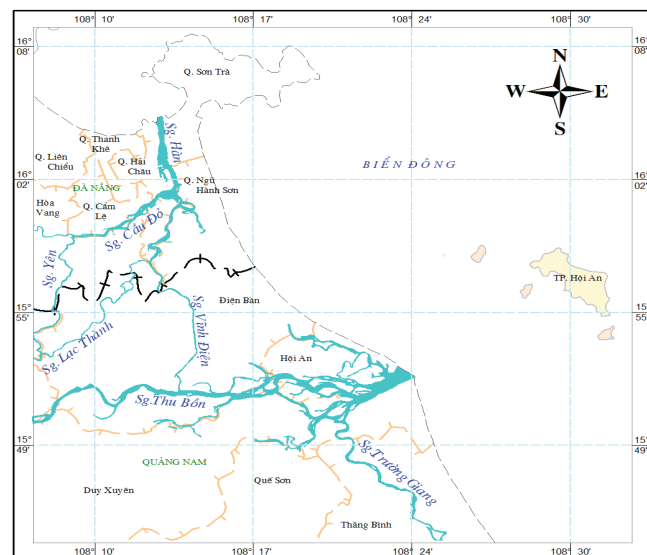 108° 10'
108° 17'
108° 24'
108° 30'
16°
08'
16°
08'
Q. Sơn Trà
N
W
E
S
Sg. Hàn
Q. Thanh
Khê
Q. Liên
Chiểu
Q. Hải
Châu
BIỂN ĐÔNG
16°
02'
16°
02'
ĐÀ NẴNG
Q. Ngũ
Hành Sơn
Hòa
Vang
Q. Cẩm
Lệ
Sg. Cầu Đỏ
Sg. Yên
TP. Hội An
Điện Bàn
Sg. Vĩnh Điện
15°
55'
15°
55'
Sg. Lạc Thành
Hội An
Sg.Thu Bồn
15°
49'
15°
49'
Sg.Trường Giang
QUẢNG NAM
Duy Xuyên
Quế Sơn
Thăng Bình
108° 10'
108° 17'
108° 24'
108° 30'